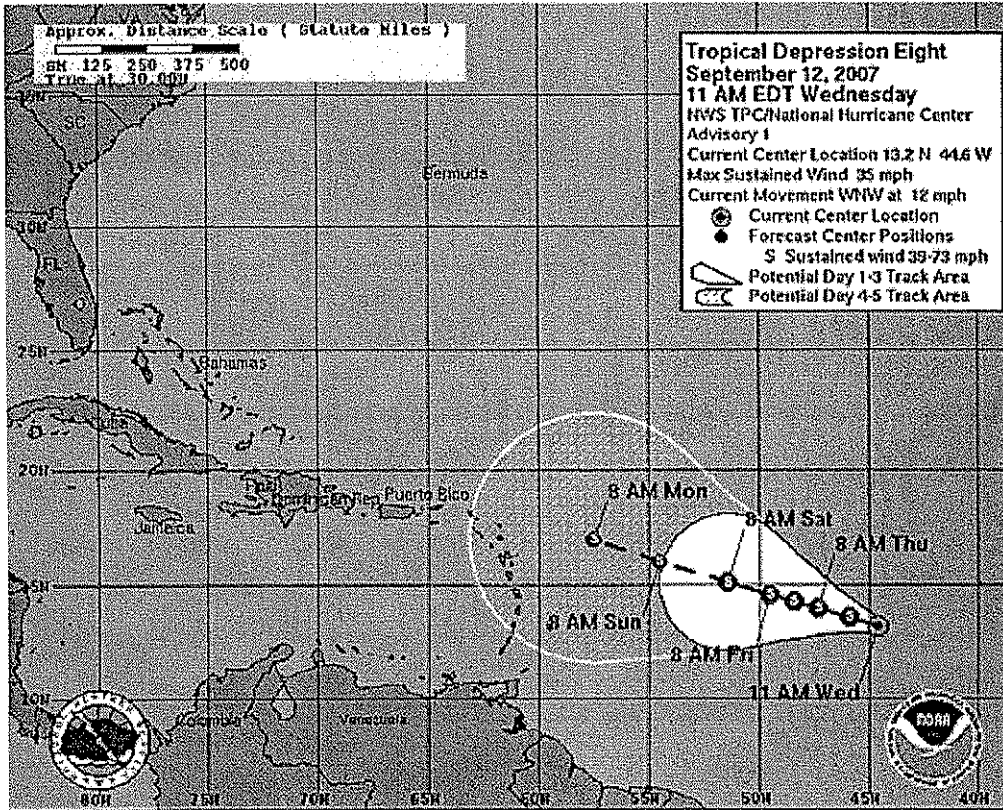 Approx. Distance Scale ( Statute Miles )
SM 125 250 375 500
True at 30.00N
Tropical Depression Eight
September 12, 2007
11 AM EDT Wednesday
NWS TPC/National Hurricane Center
Advisory 1
Current Center Location 13.2 N 44.6 W
Max Sustained Wind 35 mph
Current Movement WNW at 12 mph
Current Center Location
Forecast Center Positions
S Sustained wind 39-73 mph
Potential Day 1-3 Track Area
Potential Day 4-5 Track Area
SC
Bermuda
30N
FL
25N
Bahamas
20N
Puerto Rico
Jamaica
8 AM Mon
8 AM Sat
8 AM Thu
S
15N
8 AM Sun
8 AM Fri
11 AM Wed
10N
Colombia
Venezuela
NOAA
80W 75W 70W 65W 60W 55W 50W 45W 40W